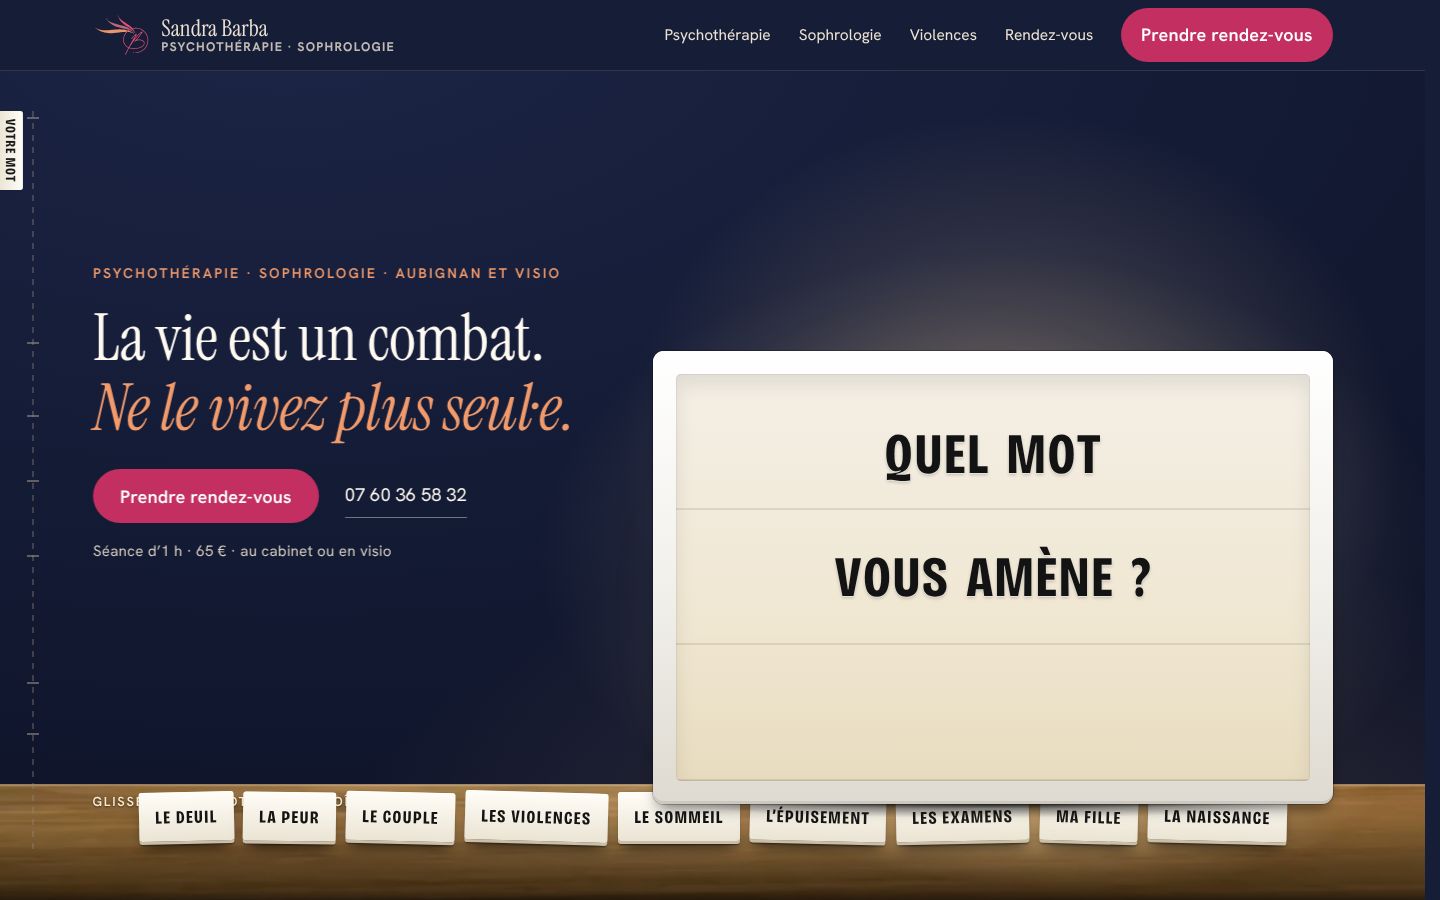 Sandra Barba
PSYCHOTHÉRAPIE · SOPHROLOGIE
Psychothérapie
Sophrologie
Violences
Rendez-vous
Prendre rendez-vous
VOTRE MOT
PSYCHOTHÉRAPIE · SOPHROLOGIE · AUBIGNAN ET VISIO
La vie est un combat.
Ne le vivez plus seul·e.
Prendre rendez-vous
07 60 36 58 32
Séance d’1 h · 65 € · au cabinet ou en visio
QUEL MOT
VOUS AMÈNE ?
LE DEUIL
LA PEUR
LE COUPLE
LES VIOLENCES
LE SOMMEIL
L’ÉPUISEMENT
LES EXAMENS
MA FILLE
LA NAISSANCE